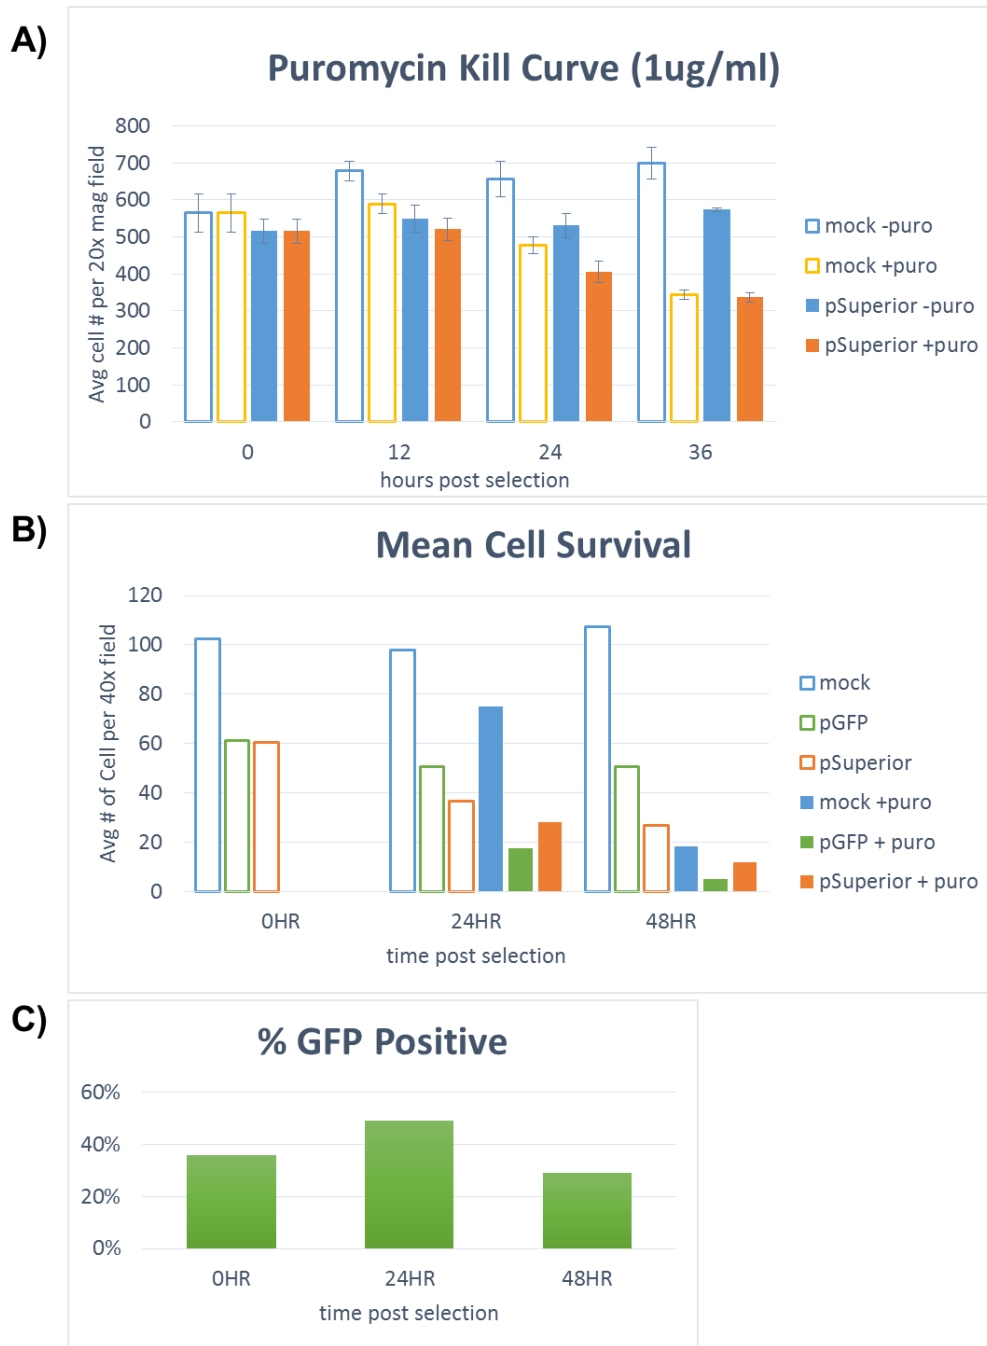 A)
Puromycin Kill Curve (1ug/ml)
Avg cell # per 20x mag field
800
700
600
500
400
300
200
100
0
0 12 24 36
hours post selection
mock -puro
mock +puro
pSuperior -puro
pSuperior +puro
B)
Mean Cell Survival
Avg # of Cell per 40x field
120
100
80
60
40
20
0
0HR 24HR 48HR
time post selection
mock
pGFP
pSuperior
mock +puro
pGFP + puro
pSuperior + puro
C)
% GFP Positive
60%
40%
20%
0%
0HR 24HR 48HR
time post selection